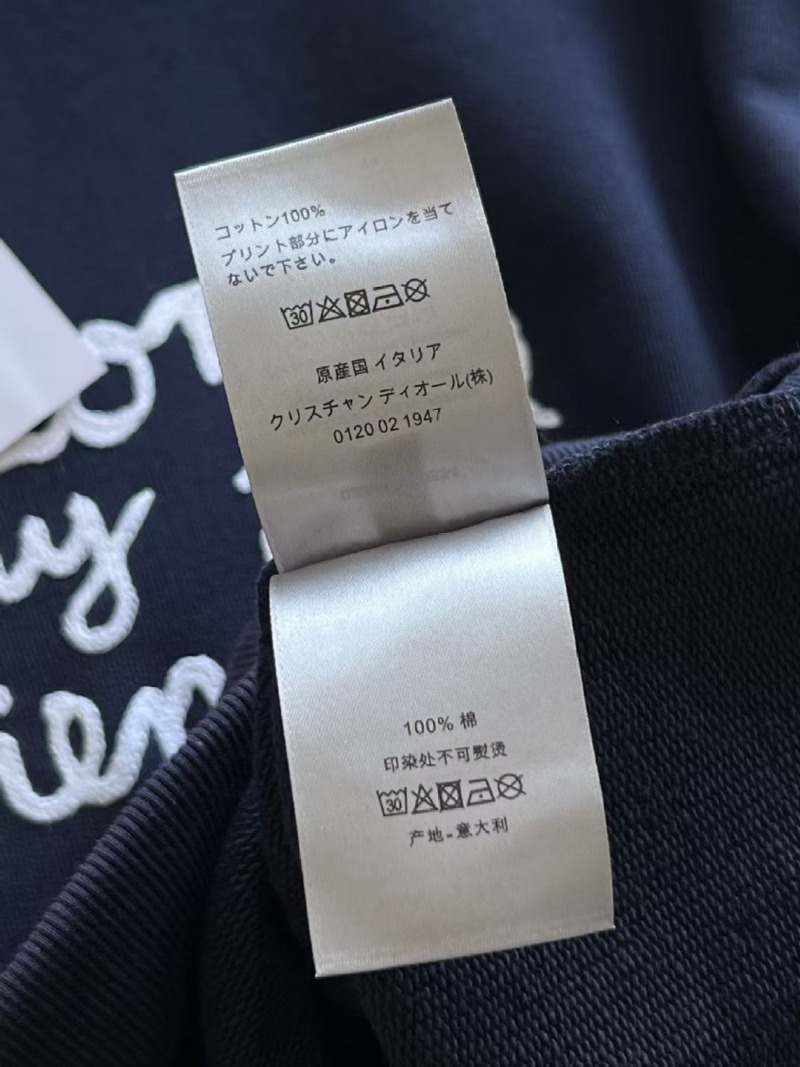 コットン100%
プリント部分にアイロンを当て
ないで下さい。
30
原産国 イタリア
クリスチャン ディオール(株)
0120 02 1947
100% 棉
印染处不可熨烫
30
产地-意大利